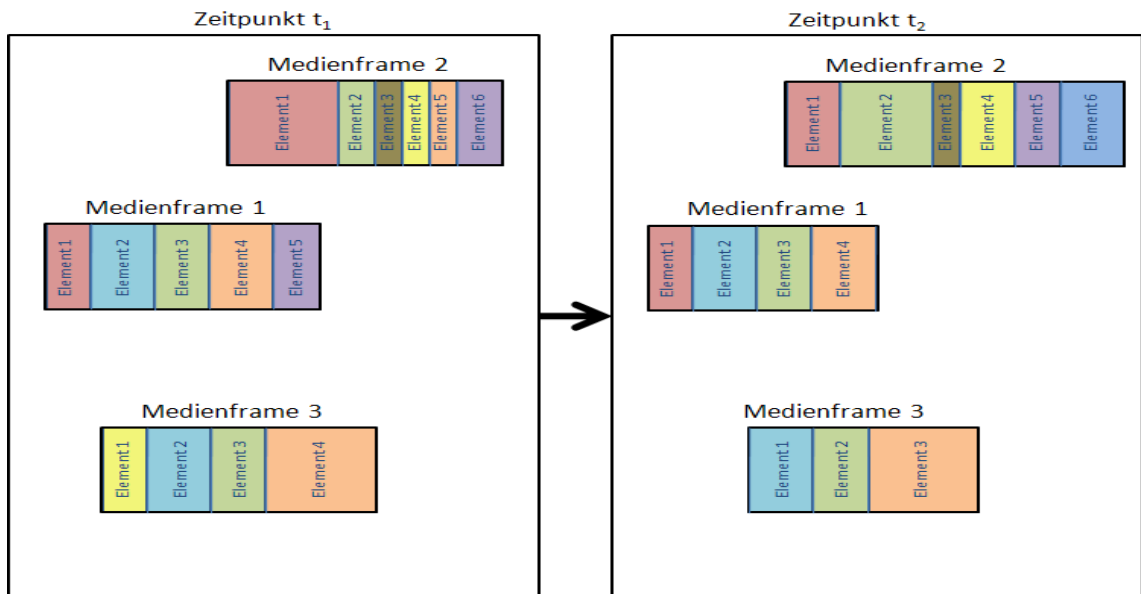 Zeitpunkt t1
Medienframe 2
Element1
Element2
Element3
Element4
Element5
Element6
Medienframe 1
Element1
Element2
Element3
Element4
Element5
Medienframe 3
Element1
Element2
Element3
Element4
Zeitpunkt t2
Medienframe 2
Element1
Element2
Element3
Element4
Element5
Element6
Medienframe 1
Element1
Element2
Element3
Element4
Medienframe 3
Element1
Element2
Element3